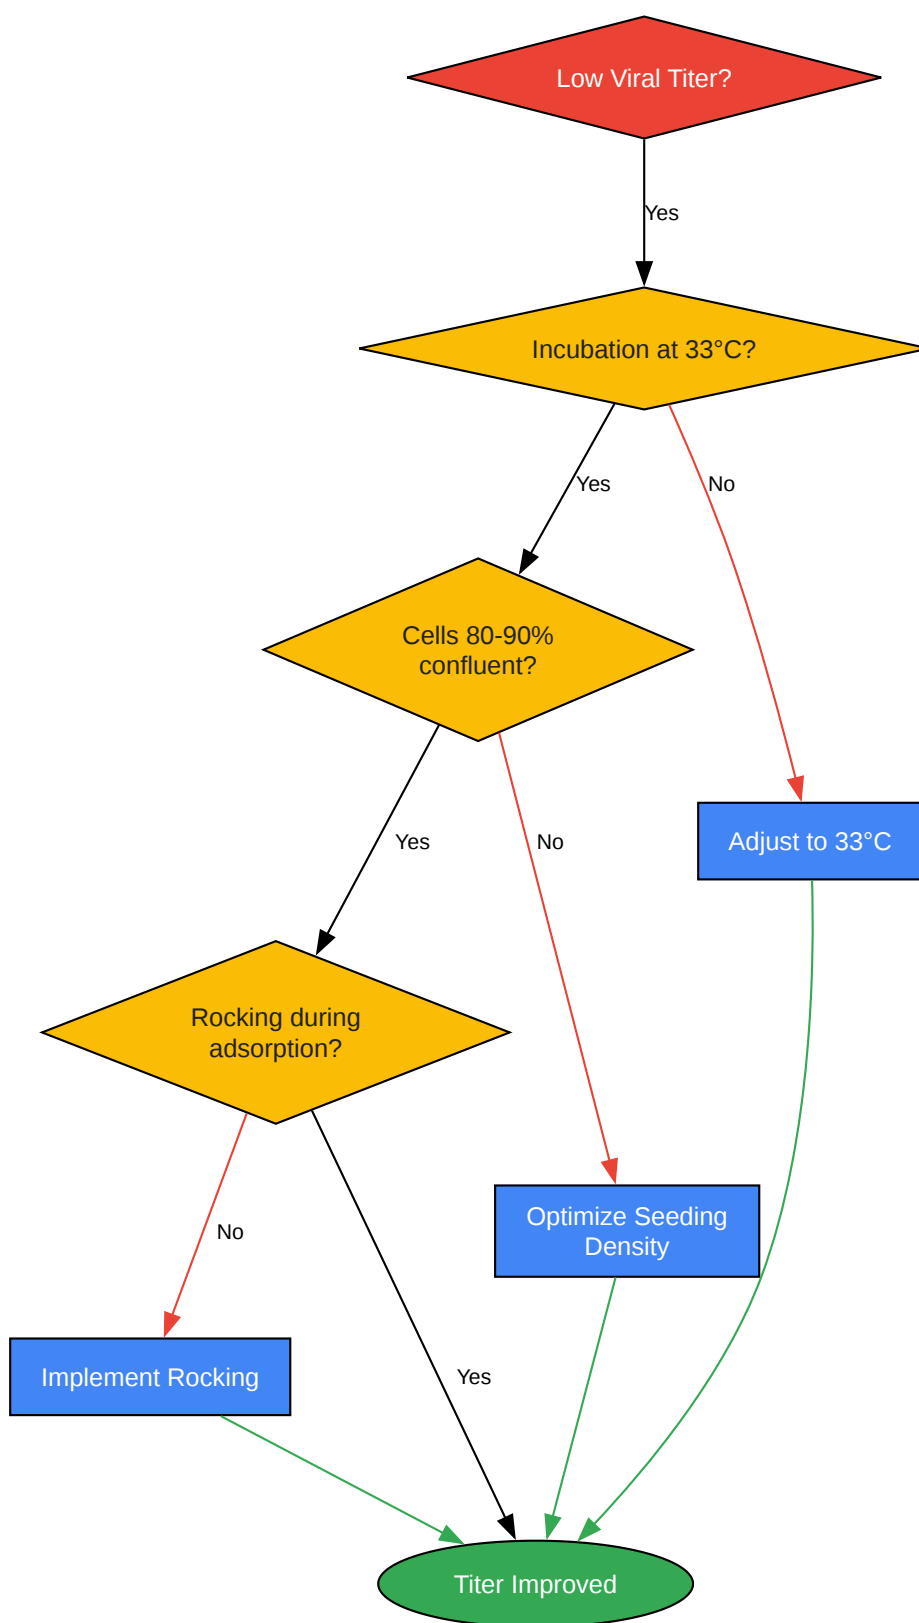 Low Viral Titer?
Yes
Incubation at 33°C?
Yes
No
Cells 80-90%
confluent?
Yes
No
Adjust to 33°C
Rocking during
adsorption?
No
Optimize Seeding
Density
Implement Rocking
Yes
Titer Improved